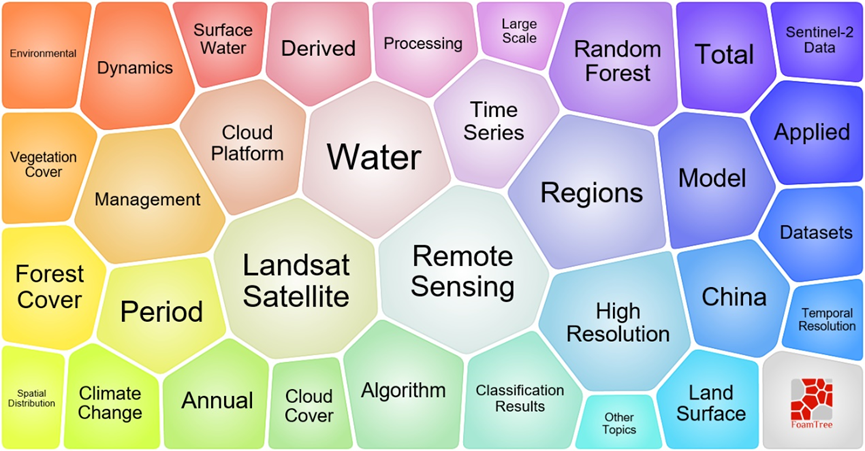 Environmental
Dynamics
Surface
Water
Derived
Processing
Large
Scale
Random
Forest
Total
Sentinel-2
Data
Vegetation
Cover
Management
Cloud
Platform
Water
Time
Series
Regions
Model
Applied
Datasets
Forest
Cover
Period
Landsat
Satellite
Remote
Sensing
High
Resolution
China
Temporal
Resolution
Spatial
Distribution
Climate
Change
Annual
Cloud
Cover
Algorithm
Classification
Results
Other
Topics
Land
Surface
FoamTree